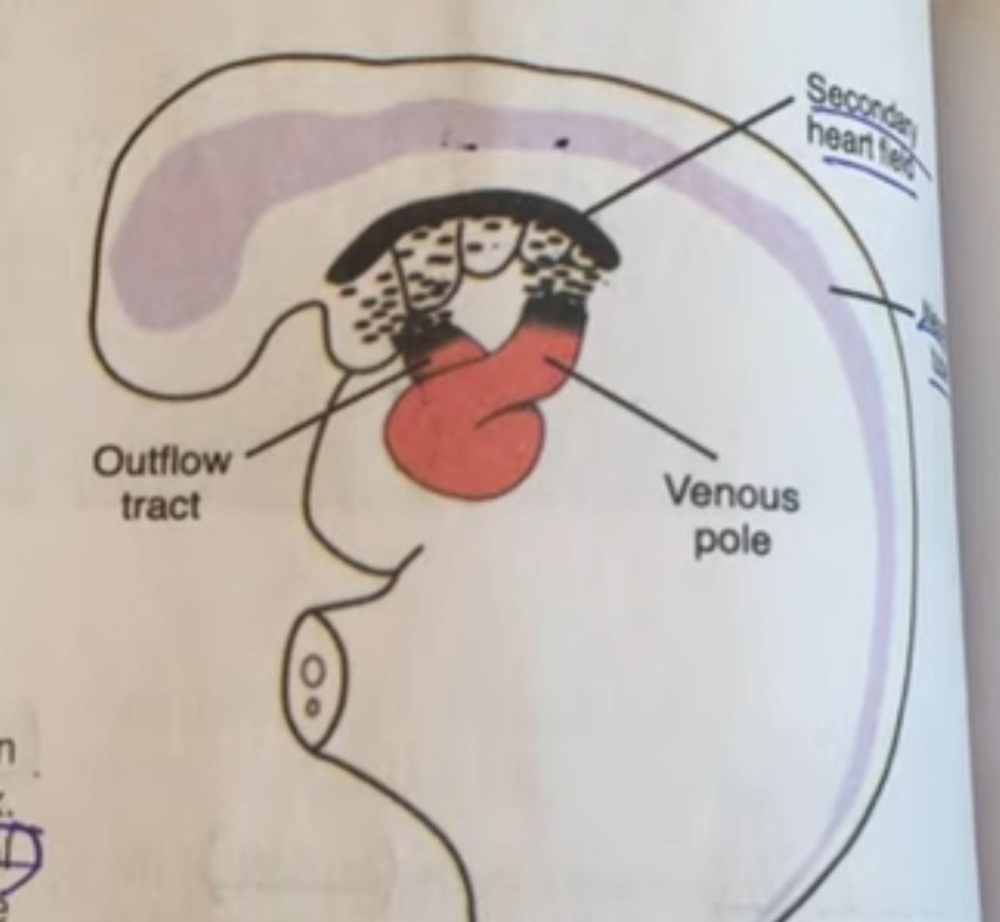 Secondary
heart field
Outflow
tract
Venous
pole
n